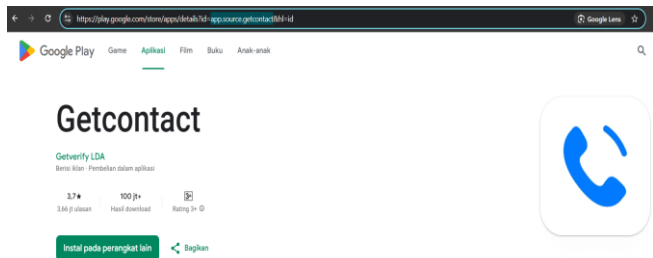 https://play.google.com/store/apps/details?id=app.source.getcontact&hl=id
Google Lens
Google Play Game Aplikasi Film Buku Anak-anak
Getcontact
Getverify LDA
Berisi iklan · Pembelian dalam aplikasi
3,7★ 100 jt+ 3+
3,66 jt ulasan Hasil download Rating 3+
Instal pada perangkat lain Bagikan